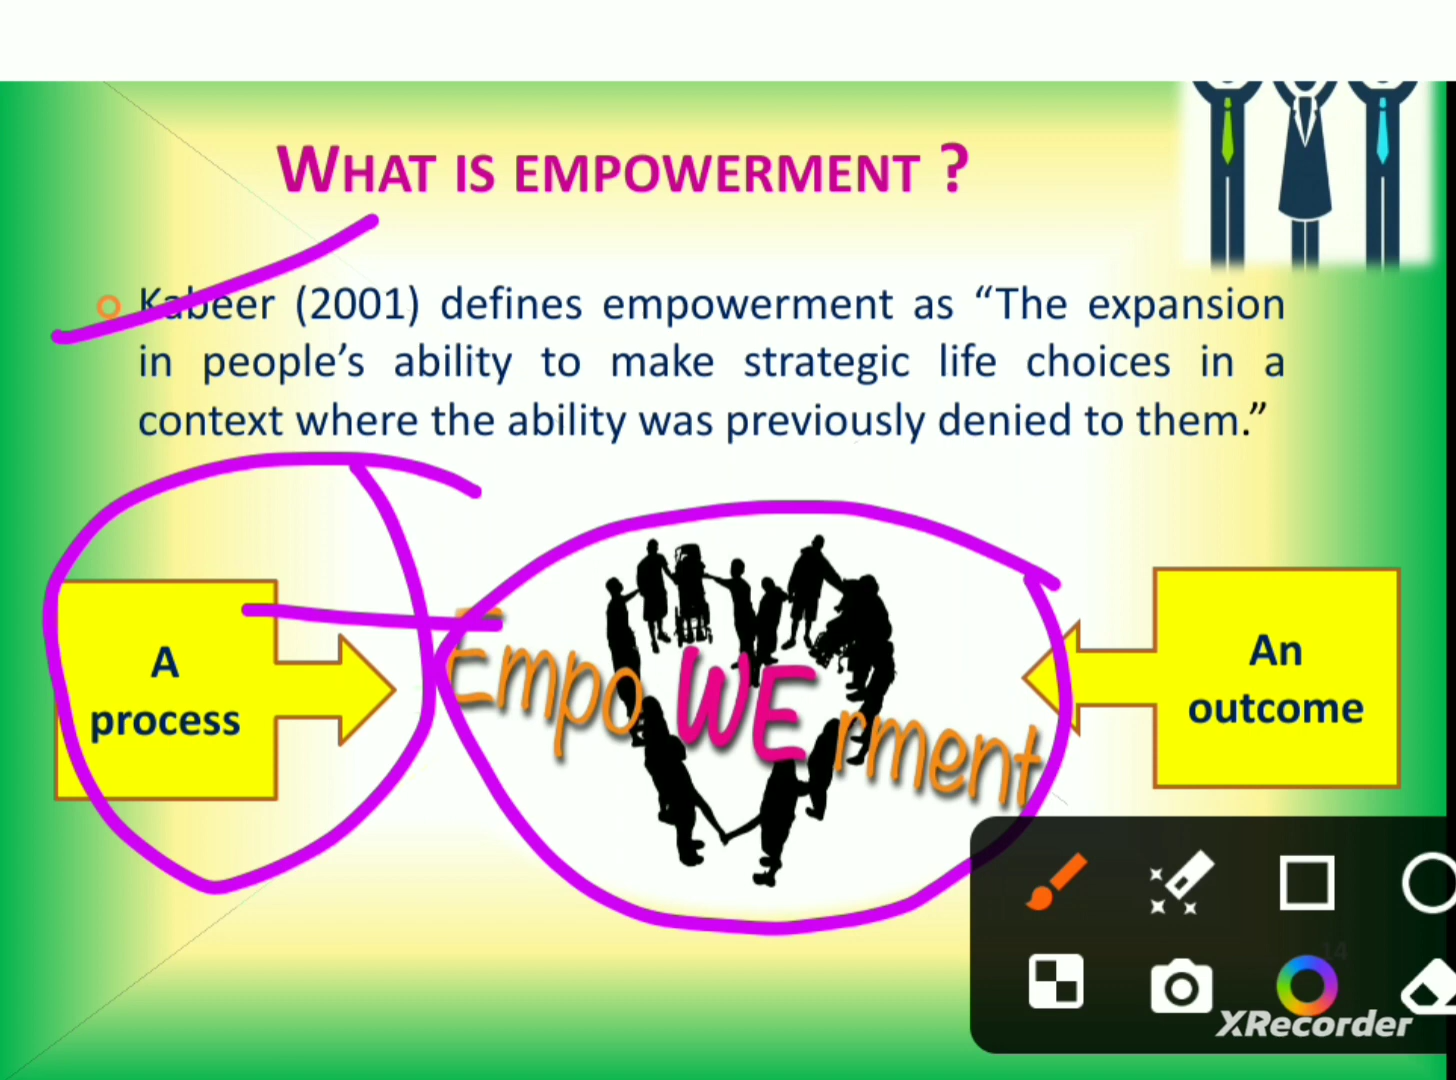 WHAT IS EMPOWERMENT ?
Kabeer (2001) defines empowerment as “The expansion
in people’s ability to make strategic life choices in a
context where the ability was previously denied to them.”
A
process
EmpoWErment
An
outcome
14
XRecorder